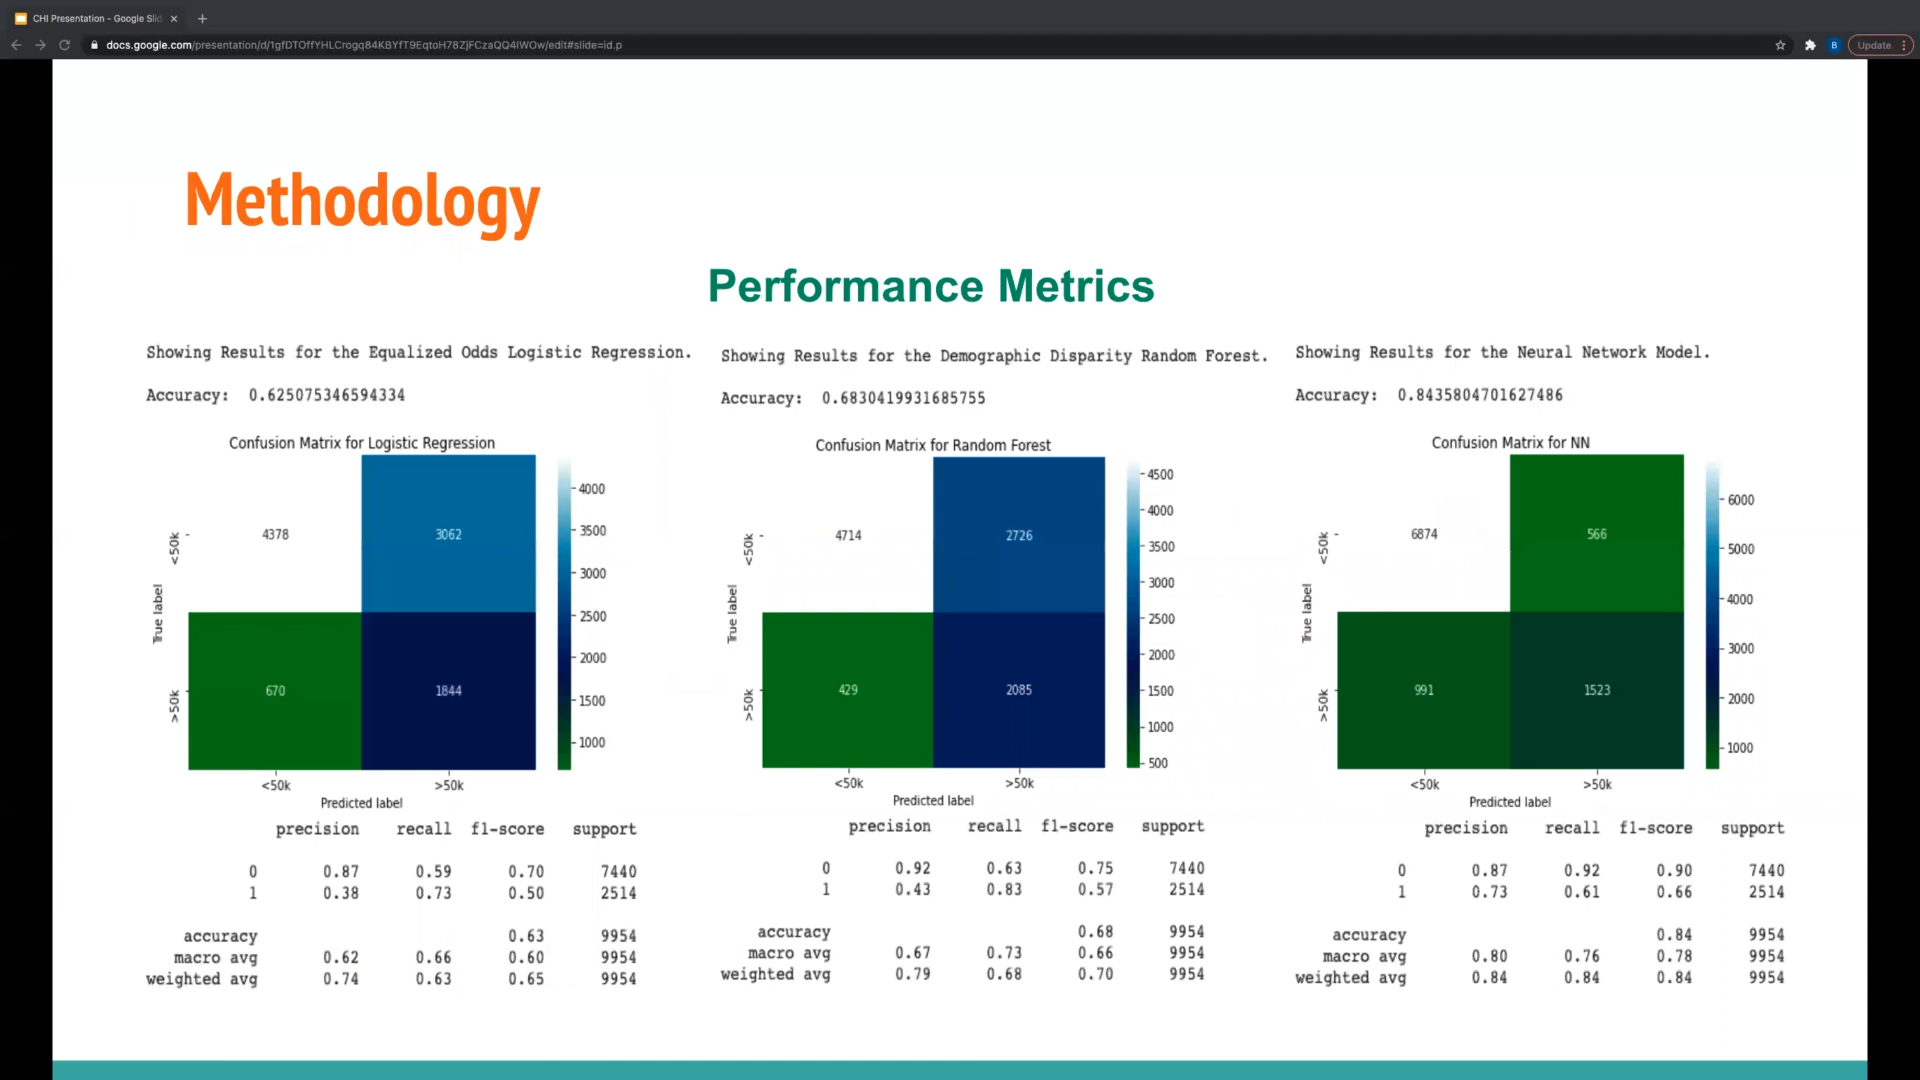 CHI Presentation - Google Slid
docs.google.com/presentation/d/1gfDTOffYHLCrogq84KBYfT9EqtoH78ZjFCzaQQ4lWOw/edit#slide=id.p
B
Update
Methodology
Performance Metrics
Showing Results for the Equalized Odds Logistic Regression.
Accuracy: 0.625075346594334
Confusion Matrix for Logistic Regression
True label
<50k
>50k
4378
3062
670
1844
<50k
>50k
Predicted label
4000
3500
3000
2500
2000
1500
1000
precision recall f1-score support
0 0.87 0.59 0.70 7440
1 0.38 0.73 0.50 2514
accuracy 0.63 9954
macro avg 0.62 0.66 0.60 9954
weighted avg 0.74 0.63 0.65 9954
Showing Results for the Demographic Disparity Random Forest.
Accuracy: 0.6830419931685755
Confusion Matrix for Random Forest
True label
<50k
>50k
4714
2726
429
2085
<50k
>50k
Predicted label
4500
4000
3500
3000
2500
2000
1500
1000
500
precision recall f1-score support
0 0.92 0.63 0.75 7440
1 0.43 0.83 0.57 2514
accuracy 0.68 9954
macro avg 0.67 0.73 0.66 9954
weighted avg 0.79 0.68 0.70 9954
Showing Results for the Neural Network Model.
Accuracy: 0.8435804701627486
Confusion Matrix for NN
True label
<50k
>50k
6874
566
991
1523
<50k
>50k
Predicted label
6000
5000
4000
3000
2000
1000
precision recall f1-score support
0 0.87 0.92 0.90 7440
1 0.73 0.61 0.66 2514
accuracy 0.84 9954
macro avg 0.80 0.76 0.78 9954
weighted avg 0.84 0.84 0.84 9954